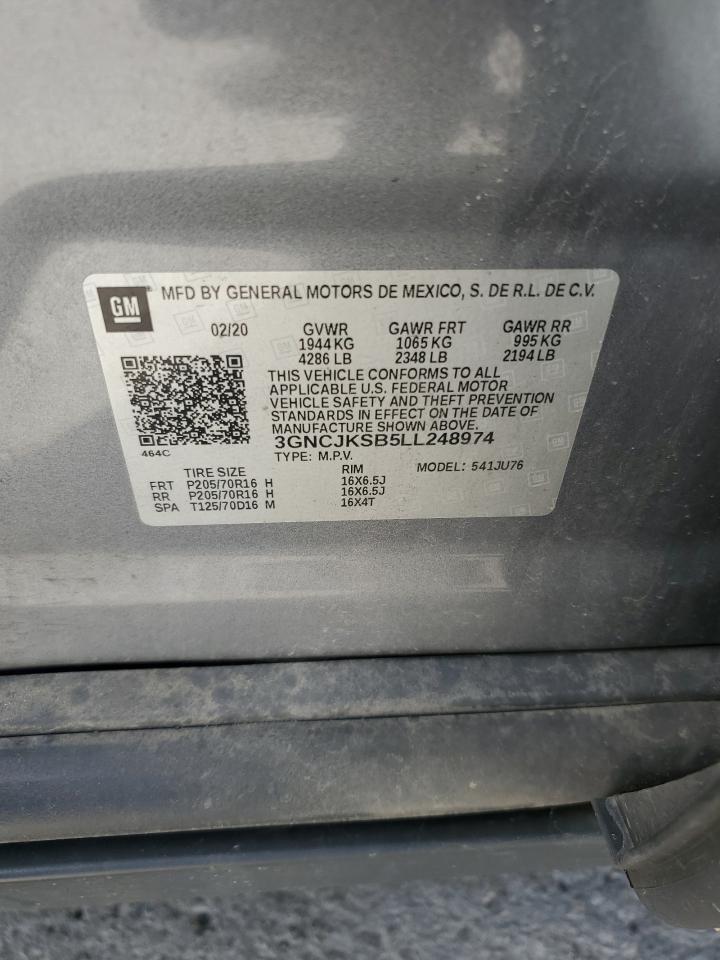 GM MFD BY GENERAL MOTORS DE MEXICO, S. DE R.L. DE C.V.
02/20 GVWR GAWR FRT GAWR RR
1944 KG 1065 KG 995 KG
4286 LB 2348 LB 2194 LB
THIS VEHICLE CONFORMS TO ALL
APPLICABLE U.S. FEDERAL MOTOR
VEHICLE SAFETY AND THEFT PREVENTION
STANDARDS IN EFFECT ON THE DATE OF
MANUFACTURE SHOWN ABOVE.
464C 3GNCJKSB5LL248974
TYPE: M.P.V. MODEL: 541JU76
TIRE SIZE RIM
FRT P205/70R16 H 16X6.5J
RR P205/70R16 H 16X6.5J
SPA T125/70D16 M 16X4T